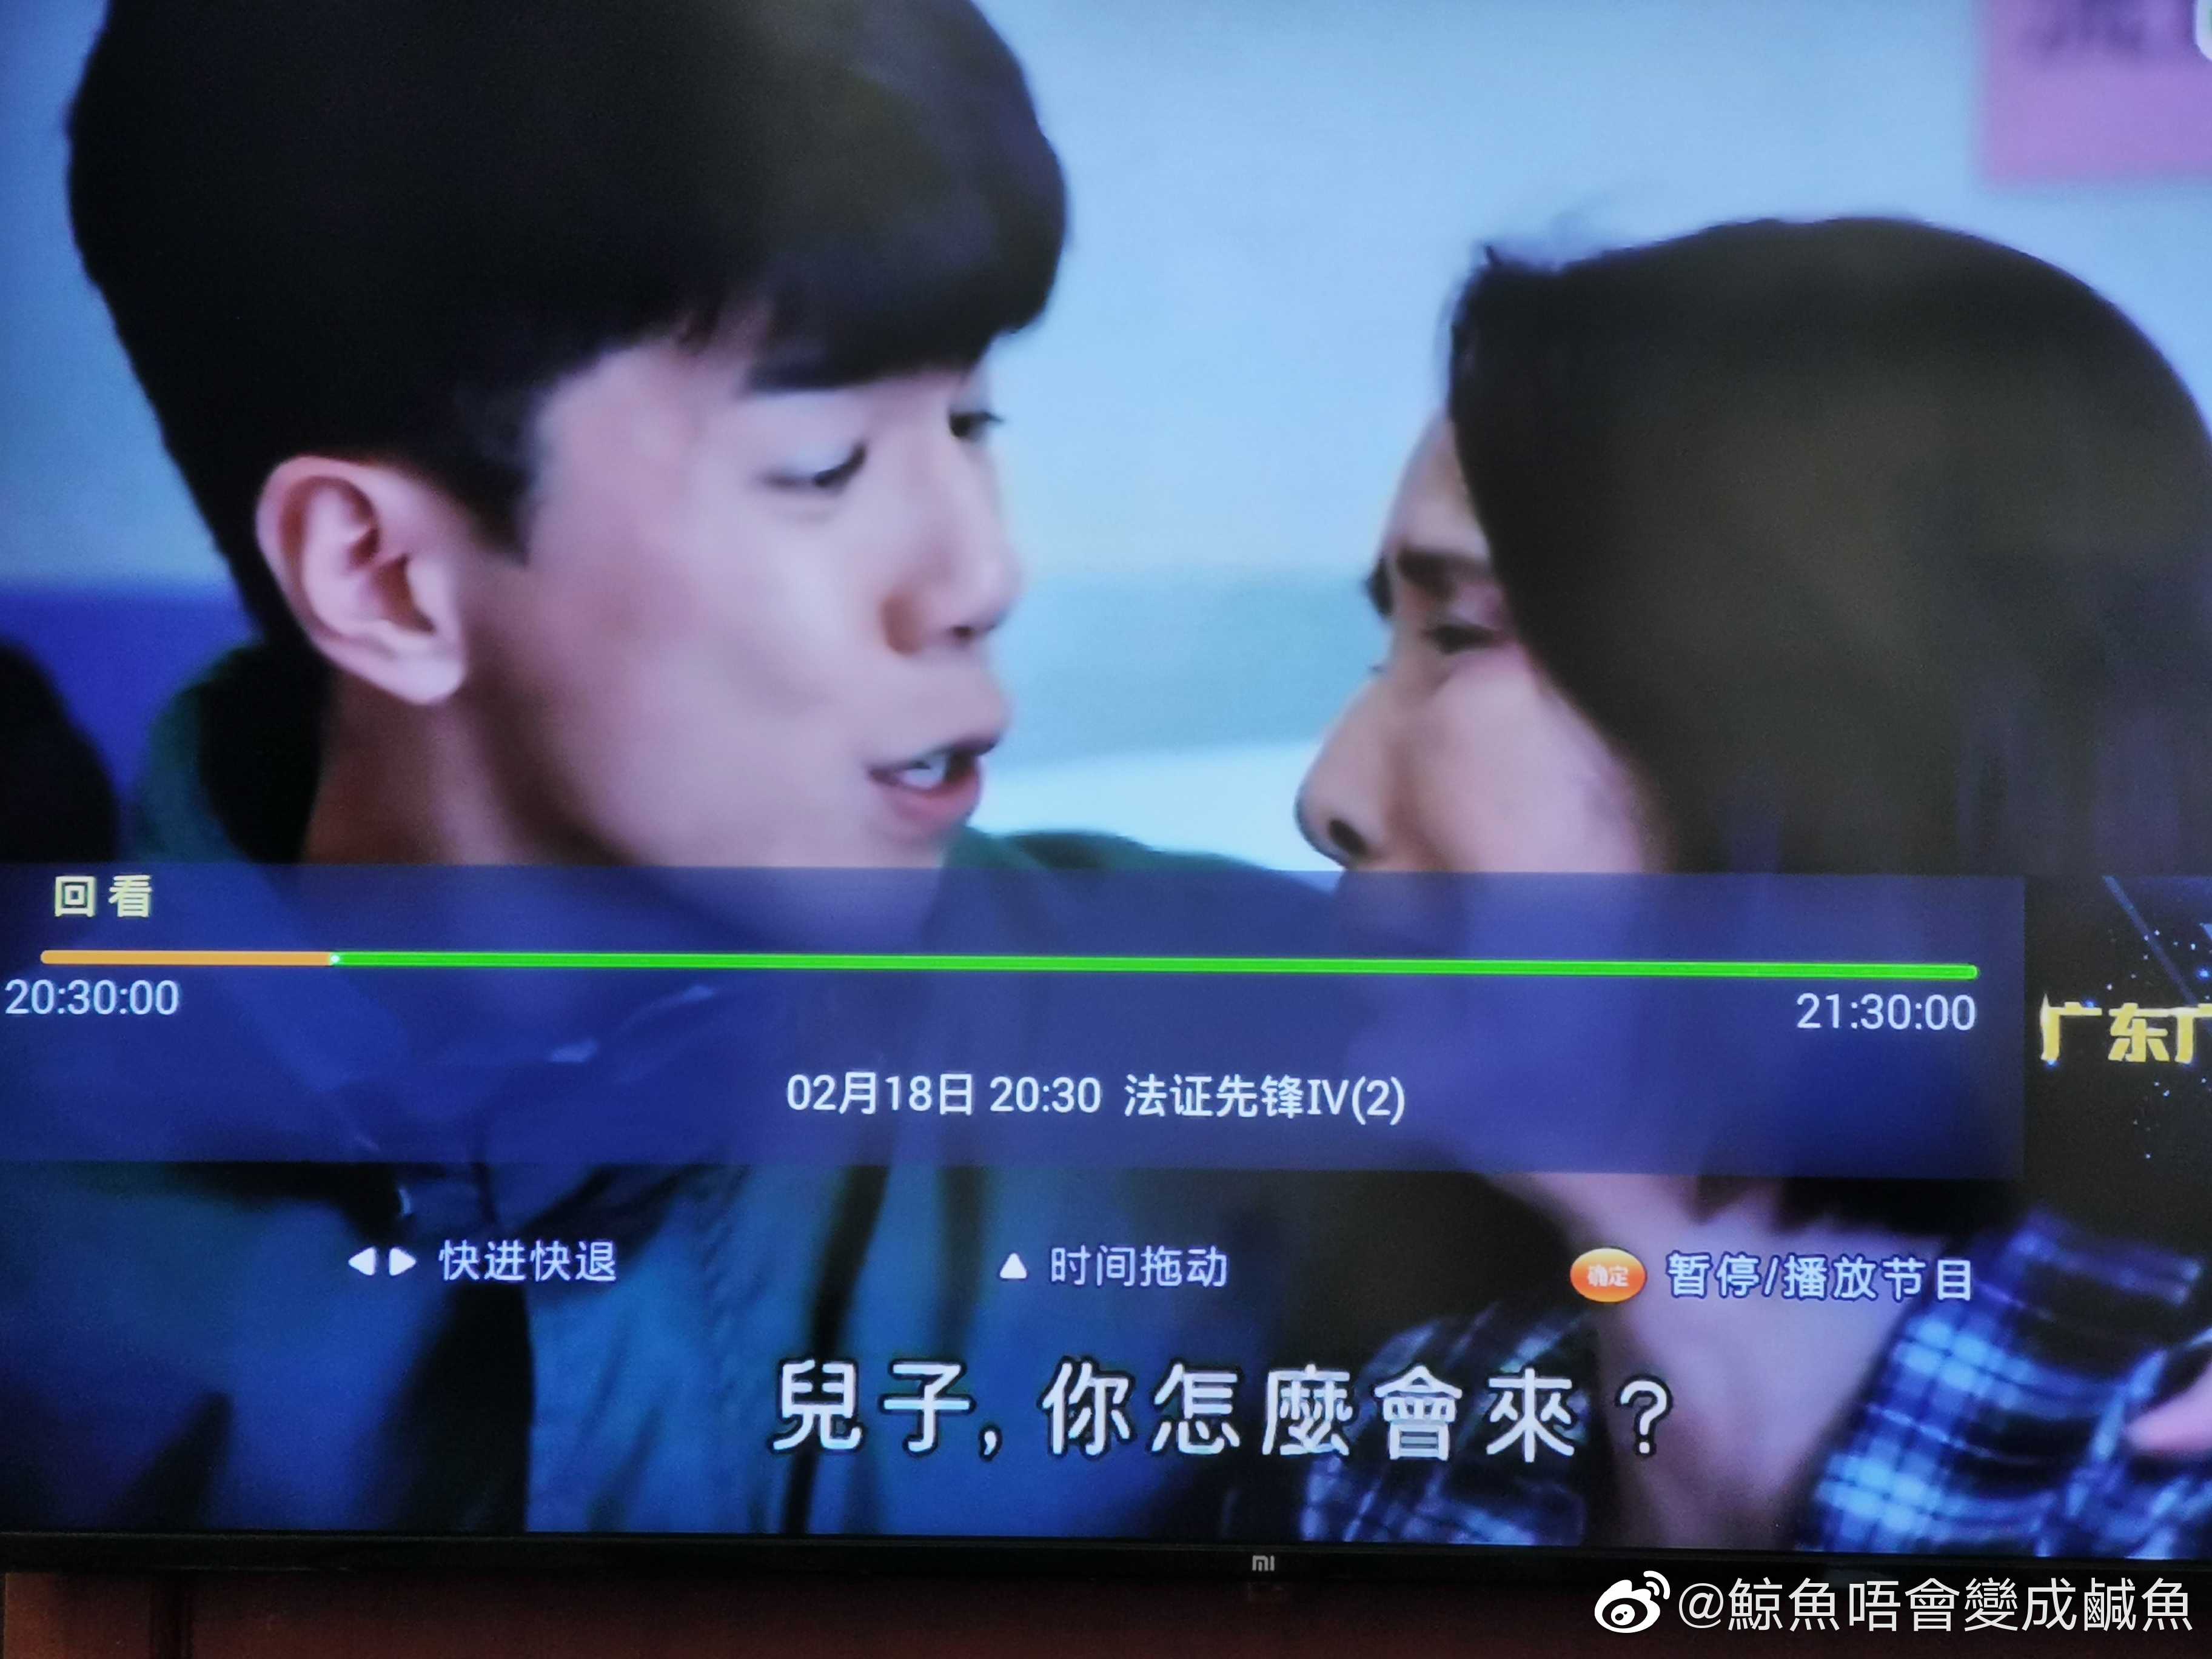 回看
20:30:00
21:30:00
广东广
02月18日 20:30 法证先锋IV(2)
快进快退
时间拖动
确定 暂停/播放节目
兒子,你怎麼會來?
mi
@鯨魚唔會變成鹹魚